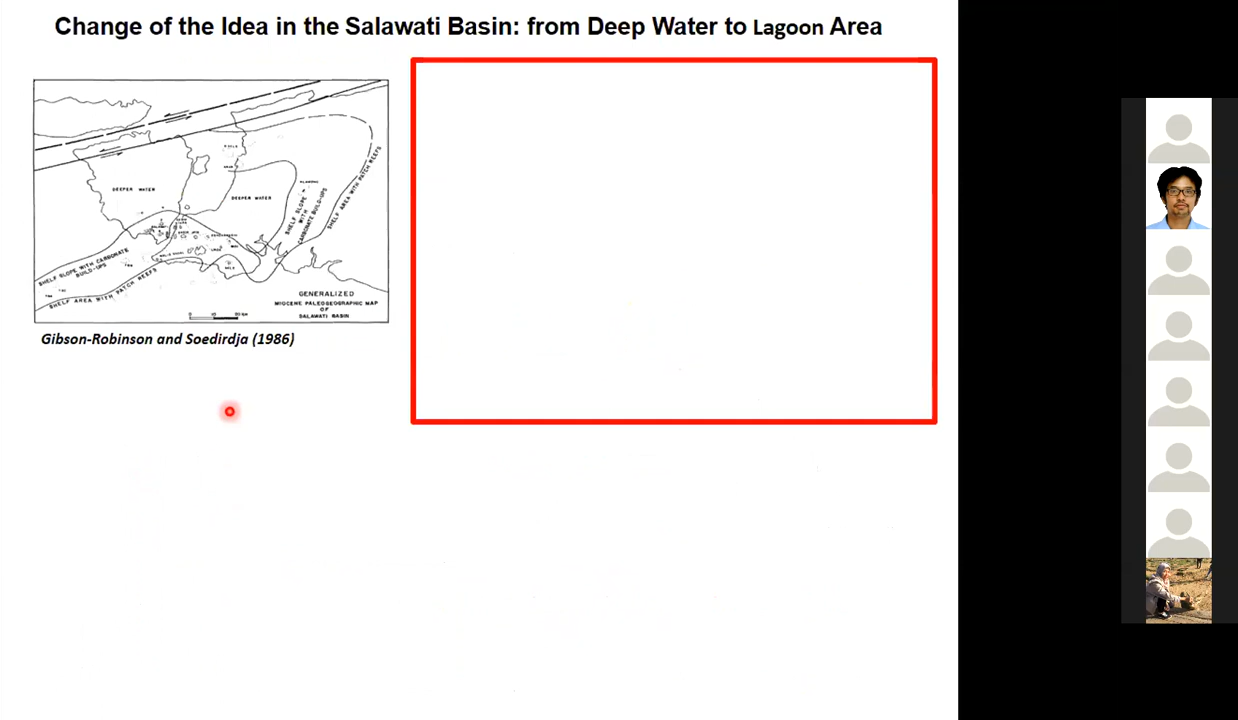 Change of the Idea in the Salawati Basin: from Deep Water to Lagoon Area
DEEPER WATER
DEEPER WATER
SHELF SLOPE
WITH
CARBONATE BUILD-UPS
SHELF AREA WITH PATCH REEFS
SHELF SLOPE WITH CARBONATE
BUILD-UPS
SHELF AREA WITH PATCH REEFS
GENERALIZED
MIOCENE PALEOGEOGRAPHIC MAP
OF
SALAWATI BASIN
Gibson-Robinson and Soedirdja (1986)